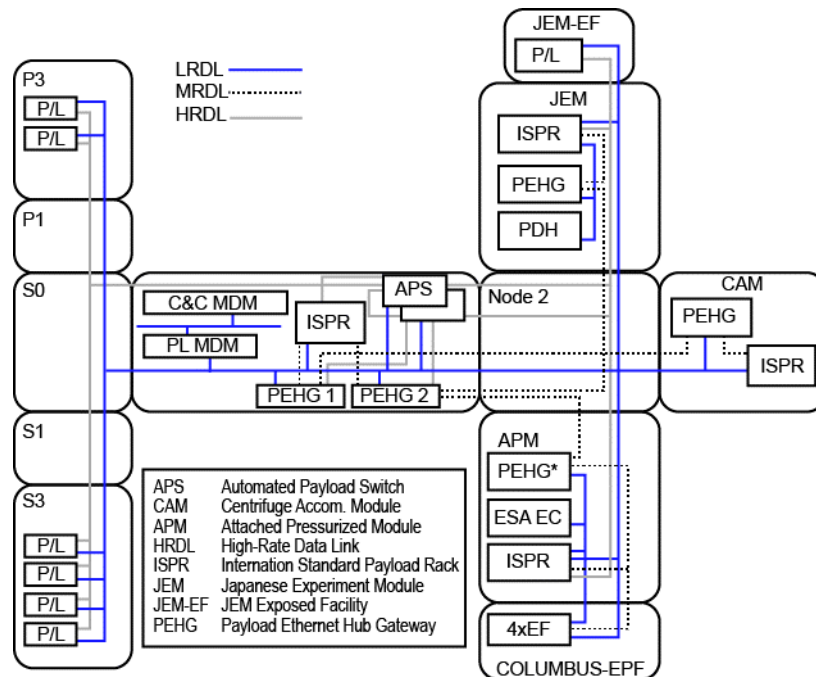 JEM-EF
P/L
LRDL
MRDL
HRDL
P3
P/L
P/L
JEM
ISPR
PEHG
PDH
P1
S0
C&C MDM
PL MDM
ISPR
APS
PEHG 1
PEHG 2
Node 2
CAM
PEHG
ISPR
S1
S3
P/L
P/L
P/L
P/L
APS Automated Payload Switch
CAM Centrifuge Accom. Module
APM Attached Pressurized Module
HRDL High-Rate Data Link
ISPR Internation Standard Payload Rack
JEM Japanese Experiment Module
JEM-EF JEM Exposed Facility
PEHG Payload Ethernet Hub Gateway
APM
PEHG*
ESA EC
ISPR
4xEF
COLUMBUS-EPF